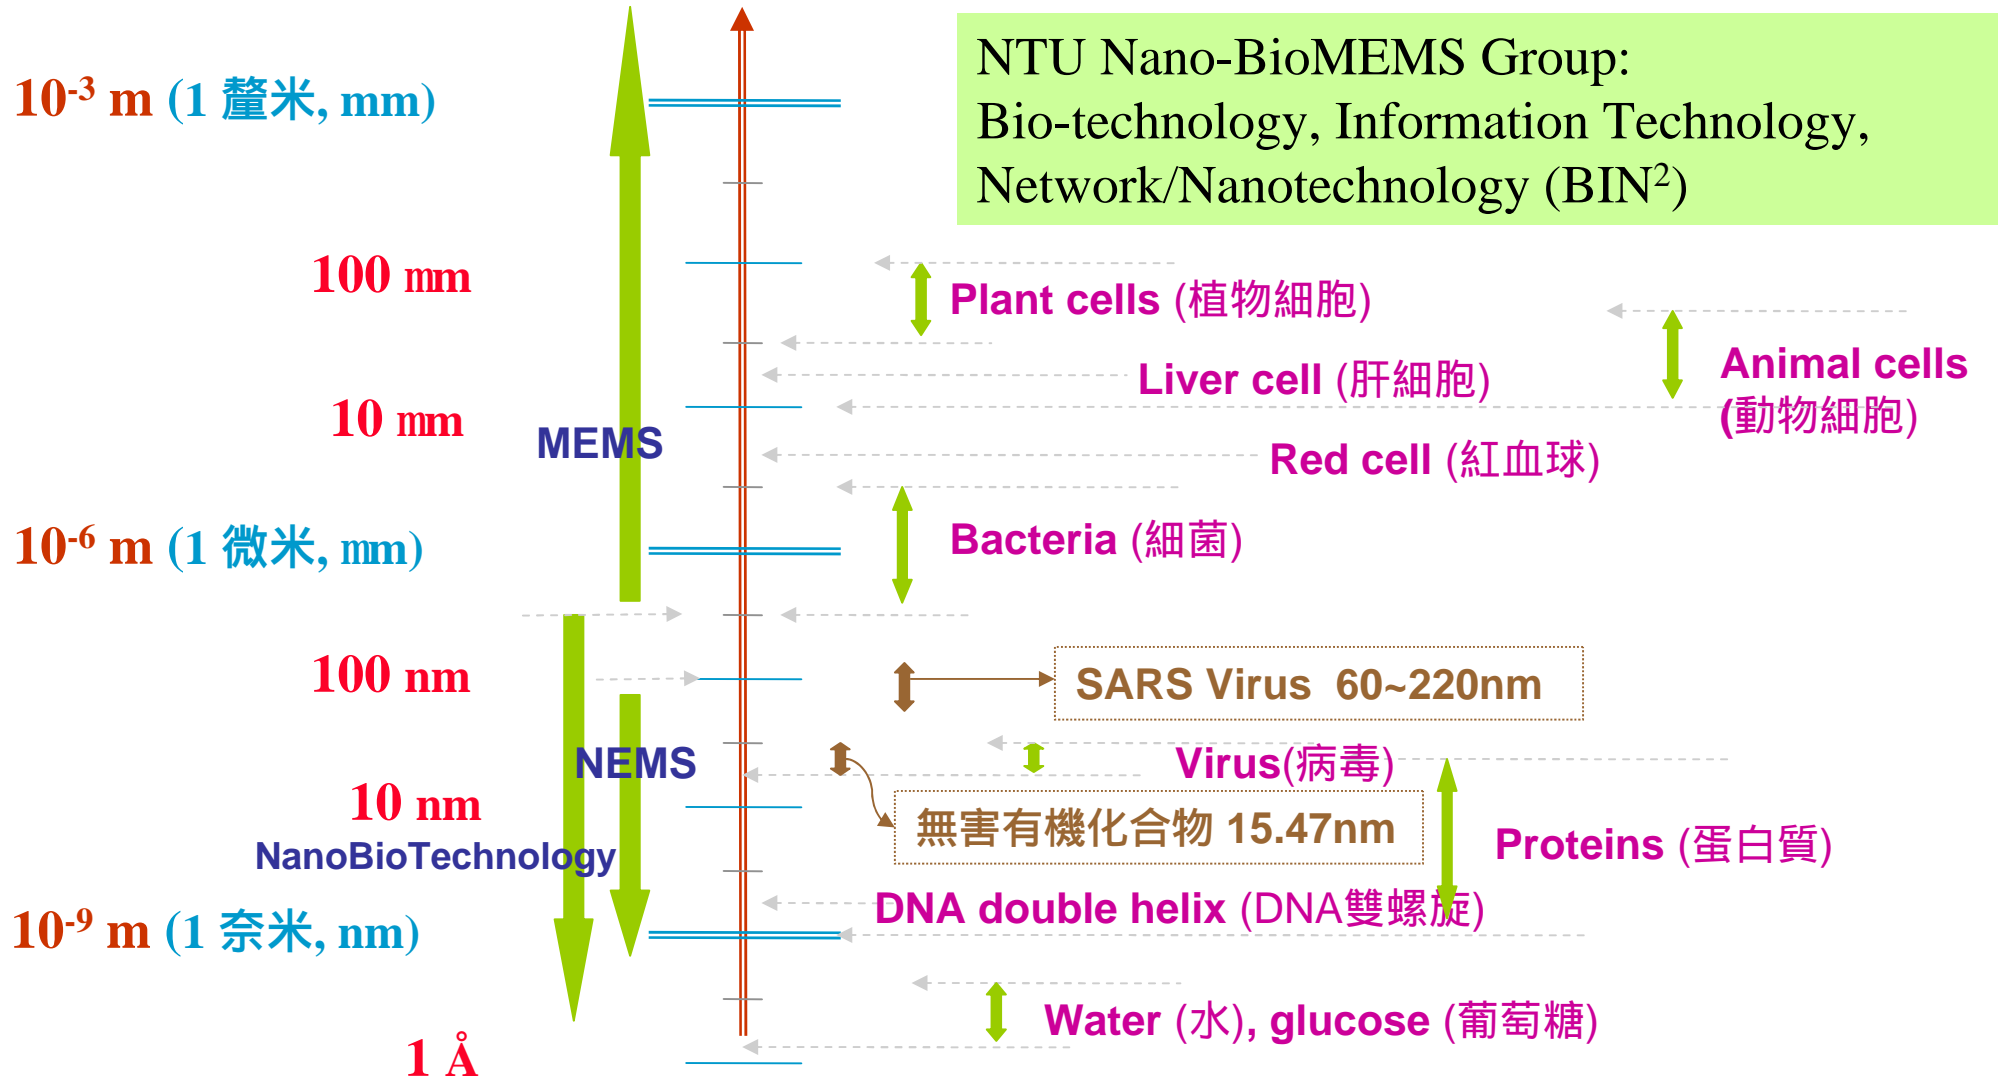 NTU Nano-BioMEMS Group:
Bio-technology, Information Technology,
Network/Nanotechnology (BIN²)
10⁻³ m (1 釐米, mm)
100 mm
Plant cells (植物細胞)
Animal cells
(動物細胞)
Liver cell (肝細胞)
10 mm
MEMS
Red cell (紅血球)
10⁻⁶ m (1 微米, mm)
Bacteria (細菌)
100 nm
SARS Virus 60~220nm
NEMS
Virus(病毒)
10 nm
無害有機化合物 15.47nm
Proteins (蛋白質)
NanoBioTechnology
DNA double helix (DNA雙螺旋)
10⁻⁹ m (1 奈米, nm)
Water (水), glucose (葡萄糖)
1 Å